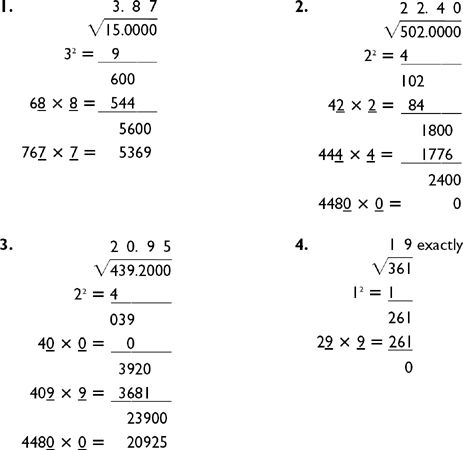 1.
3. 8 7
√15.0000
3² = 9
600
68 × 8 = 544
5600
767 × 7 = 5369
2.
2 2. 4 0
√502.0000
2² = 4
102
42 × 2 = 84
1800
444 × 4 = 1776
2400
4480 × 0 = 0
3.
2 0. 9 5
√439.2000
2² = 4
039
40 × 0 = 0
3920
409 × 9 = 3681
23900
4480 × 0 = 20925
4.
1 9 exactly
√361
1² = 1
261
29 × 9 = 261
0